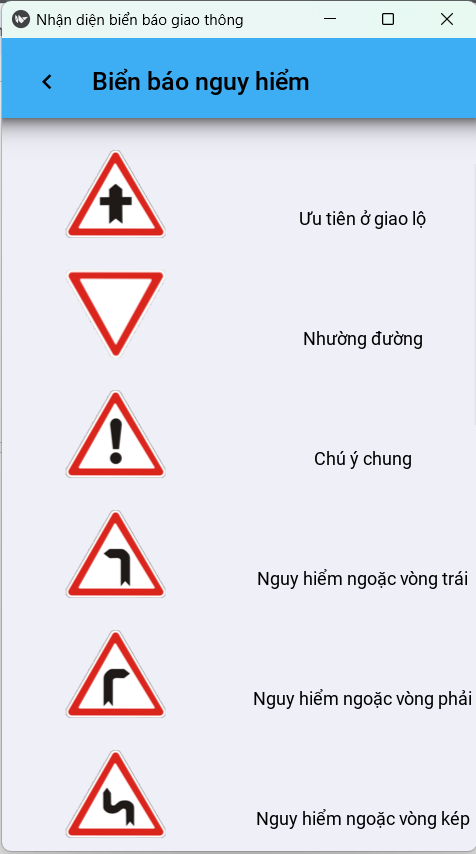 Nhận diện biển báo giao thông
Biển báo nguy hiểm
Ưu tiên ở giao lộ
Nhường đường
Chú ý chung
Nguy hiểm ngoặc vòng trái
Nguy hiểm ngoặc vòng phải
Nguy hiểm ngoặc vòng kép